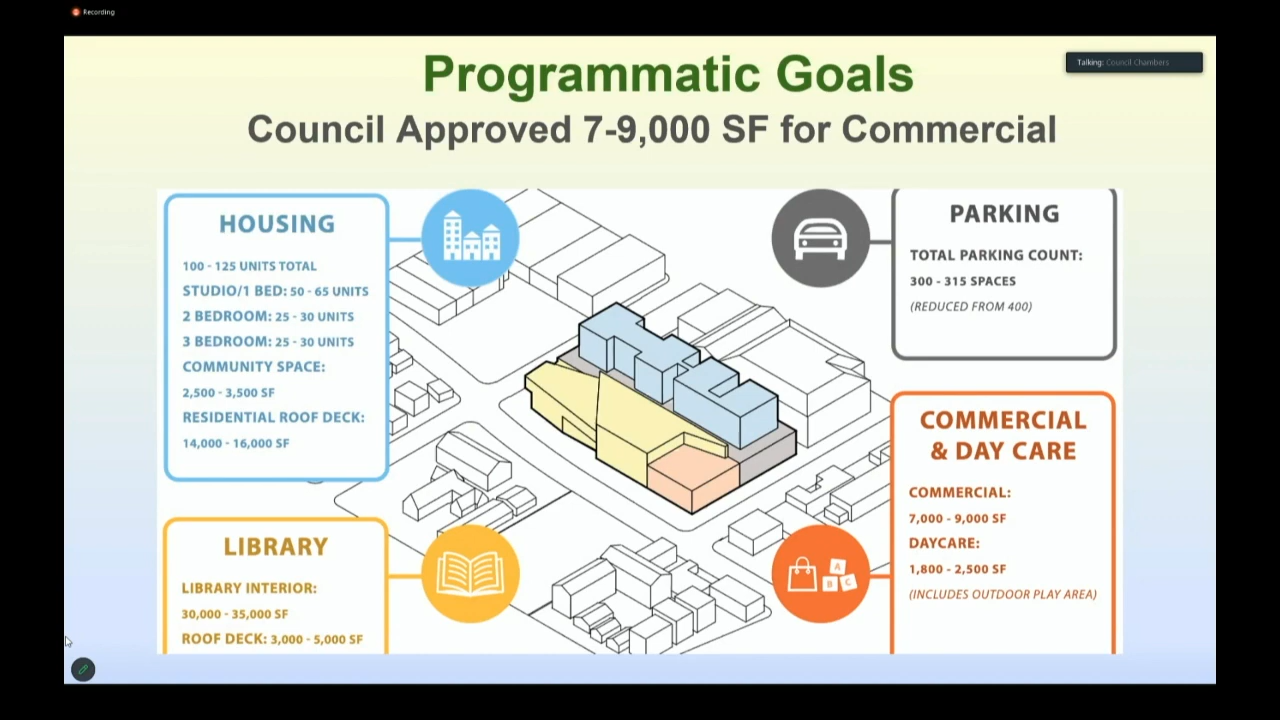 Recording
Talking: Council Chambers
Programmatic Goals
Council Approved 7-9,000 SF for Commercial
HOUSING
100 - 125 UNITS TOTAL
STUDIO/1 BED: 50 - 65 UNITS
2 BEDROOM: 25 - 30 UNITS
3 BEDROOM: 25 - 30 UNITS
COMMUNITY SPACE:
2,500 - 3,500 SF
RESIDENTIAL ROOF DECK:
14,000 - 16,000 SF
PARKING
TOTAL PARKING COUNT:
300 - 315 SPACES
(REDUCED FROM 400)
LIBRARY
LIBRARY INTERIOR:
30,000 - 35,000 SF
ROOF DECK: 3,000 - 5,000 SF
COMMERCIAL
& DAY CARE
COMMERCIAL:
7,000 - 9,000 SF
DAYCARE:
1,800 - 2,500 SF
(INCLUDES OUTDOOR PLAY AREA)
A
B C